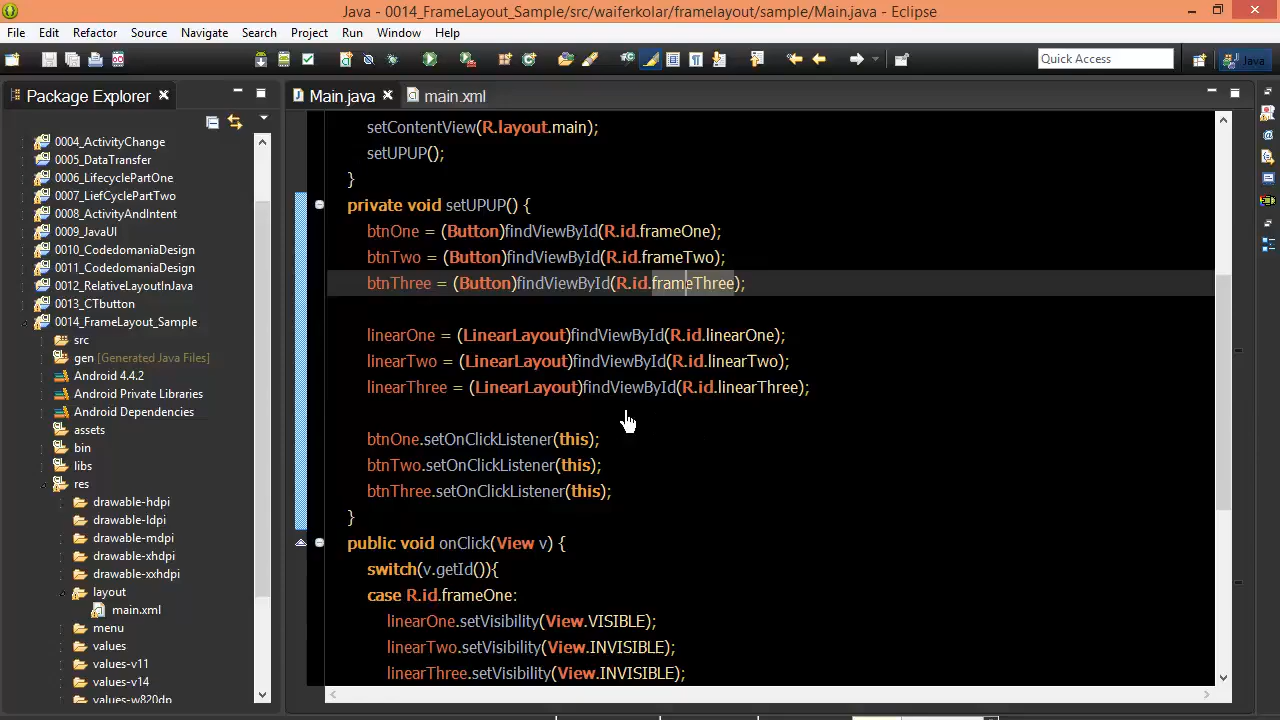 Java - 0014_FrameLayout_Sample/src/waiferkolar/framelayout/sample/Main.java - Eclipse
File Edit Refactor Source Navigate Search Project Run Window Help
Quick Access
Java
Package Explorer
Main.java
main.xml
0004_ActivityChange
0005_DataTransfer
0006_LifecyclePartOne
0007_LiefCyclePartTwo
0008_ActivityAndIntent
0009_JavaUI
0010_CodedomaniaDesign
0011_CodedomaniaDesign
0012_RelativeLayoutInJava
0013_CTbutton
0014_FrameLayout_Sample
src
gen [Generated Java Files]
Android 4.4.2
Android Private Libraries
Android Dependencies
assets
bin
libs
res
drawable-hdpi
drawable-ldpi
drawable-mdpi
drawable-xhdpi
drawable-xxhdpi
layout
main.xml
menu
values
values-v11
values-v14
values-w820dp
setContentView(R.layout.main);
setUPUP();
}
private void setUPUP() {
btnOne = (Button)findViewById(R.id.frameOne);
btnTwo = (Button)findViewById(R.id.frameTwo);
btnThree = (Button)findViewById(R.id.frameThree);
linearOne = (LinearLayout)findViewById(R.id.linearOne);
linearTwo = (LinearLayout)findViewById(R.id.linearTwo);
linearThree = (LinearLayout)findViewById(R.id.linearThree);
btnOne.setOnClickListener(this);
btnTwo.setOnClickListener(this);
btnThree.setOnClickListener(this);
}
public void onClick(View v) {
switch(v.getId()){
case R.id.frameOne:
linearOne.setVisibility(View.VISIBLE);
linearTwo.setVisibility(View.INVISIBLE);
linearThree.setVisibility(View.INVISIBLE);